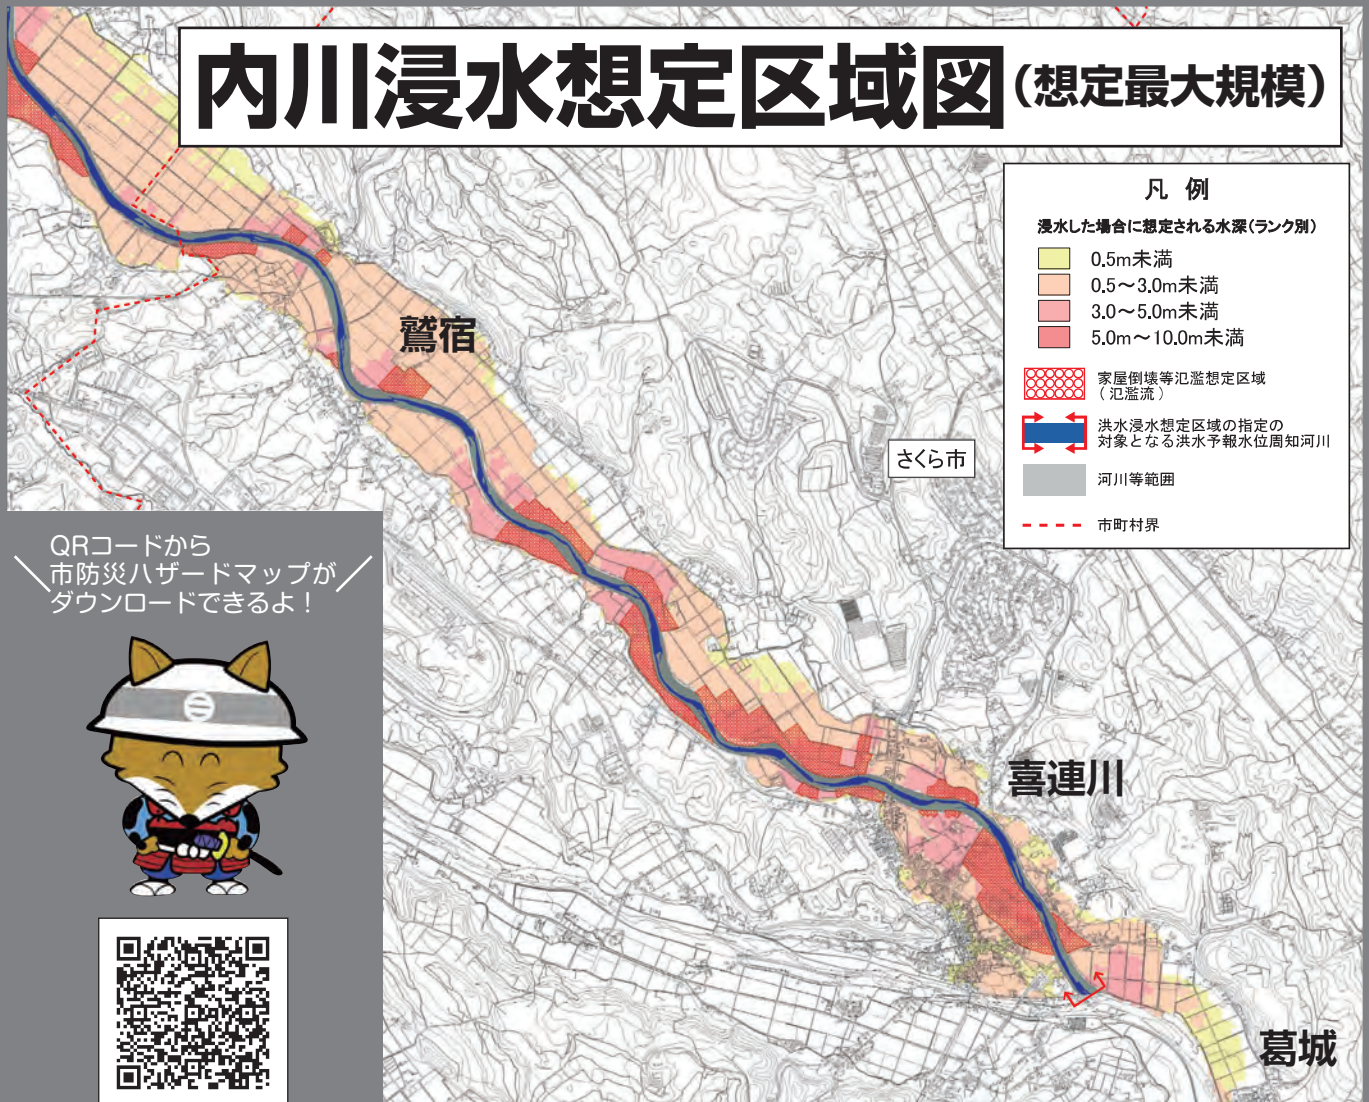 内川浸水想定区域図(想定最大規模)
凡 例
浸水した場合に想定される水深(ランク別)
0.5m未満
0.5～3.0m未満
3.0～5.0m未満
5.0m～10.0m未満
家屋倒壊等氾濫想定区域
(氾濫流)
洪水浸水想定区域の指定の
対象となる洪水予報水位周知河川
河川等範囲
市町村界
鷲宿
さくら市
喜連川
葛城
QRコードから
市防災ハザードマップが
ダウンロードできるよ！